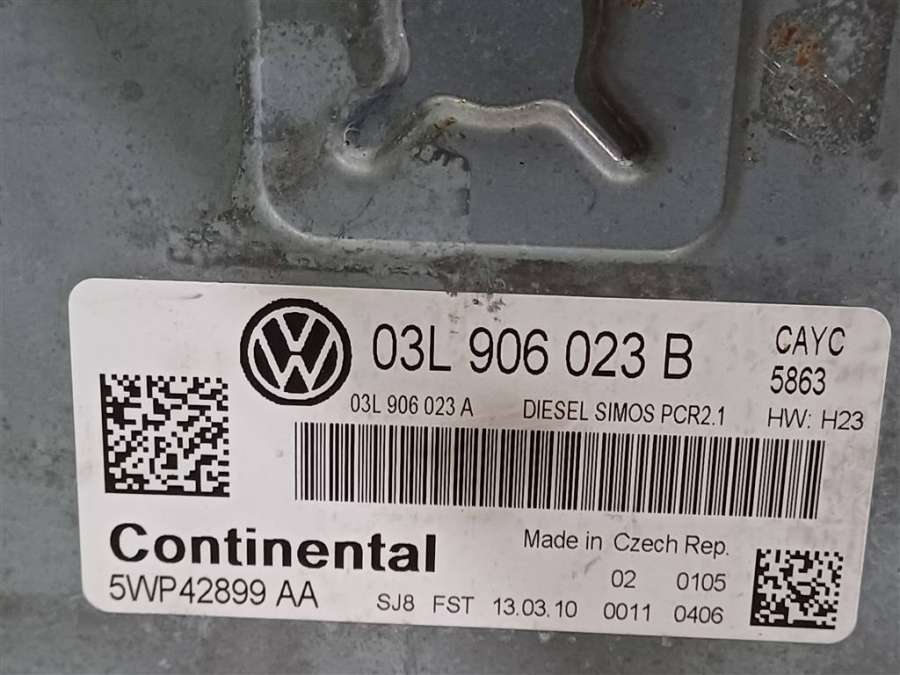 03L 906 023 B
CAYC
5863
03L 906 023 A DIESEL SIMOS PCR2.1 HW: H23
Continental
5WP42899 AA
Made in Czech Rep.
02 0105
SJ8 FST 13.03.10 0011 0406